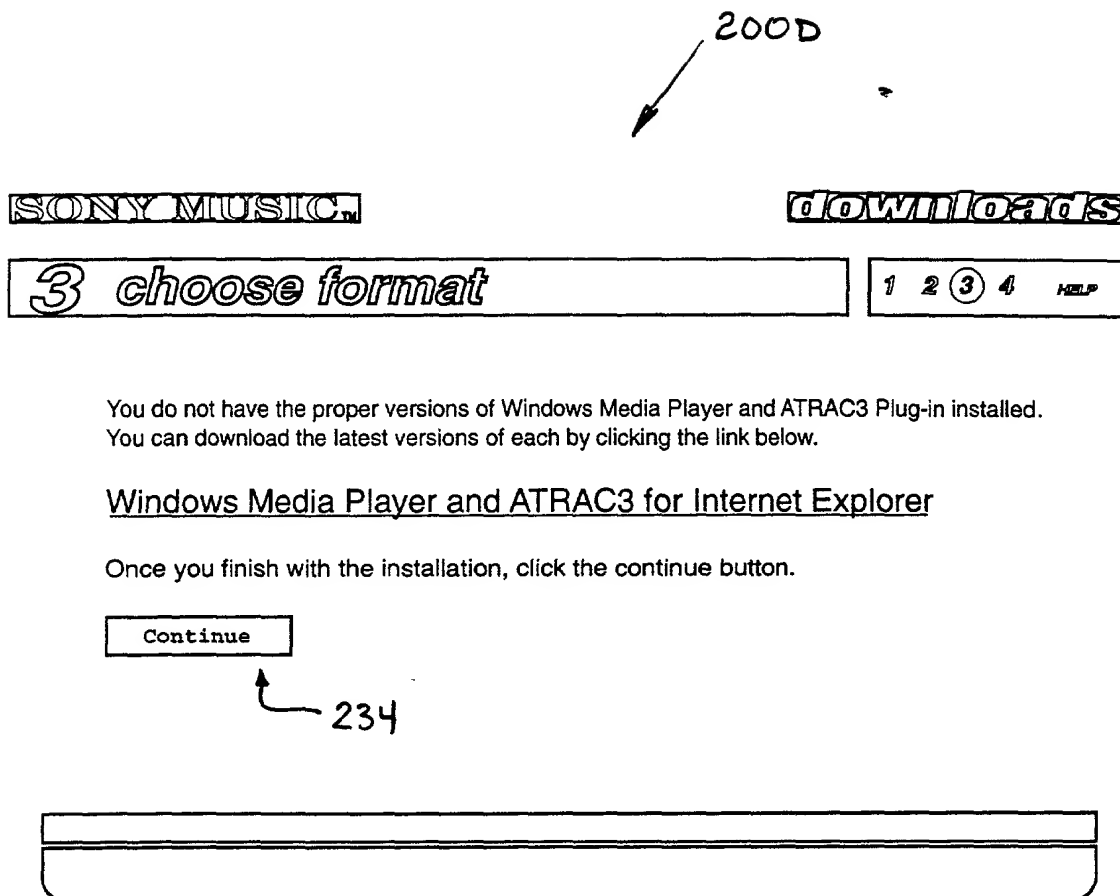 200D
SONY MUSIC™ downloads
3 choose format 1 2 3 4 HELP
You do not have the proper versions of Windows Media Player and ATRAC3 Plug-in installed.
You can download the latest versions of each by clicking the link below.
Windows Media Player and ATRAC3 for Internet Explorer
Once you finish with the installation, click the continue button.
Continue
234